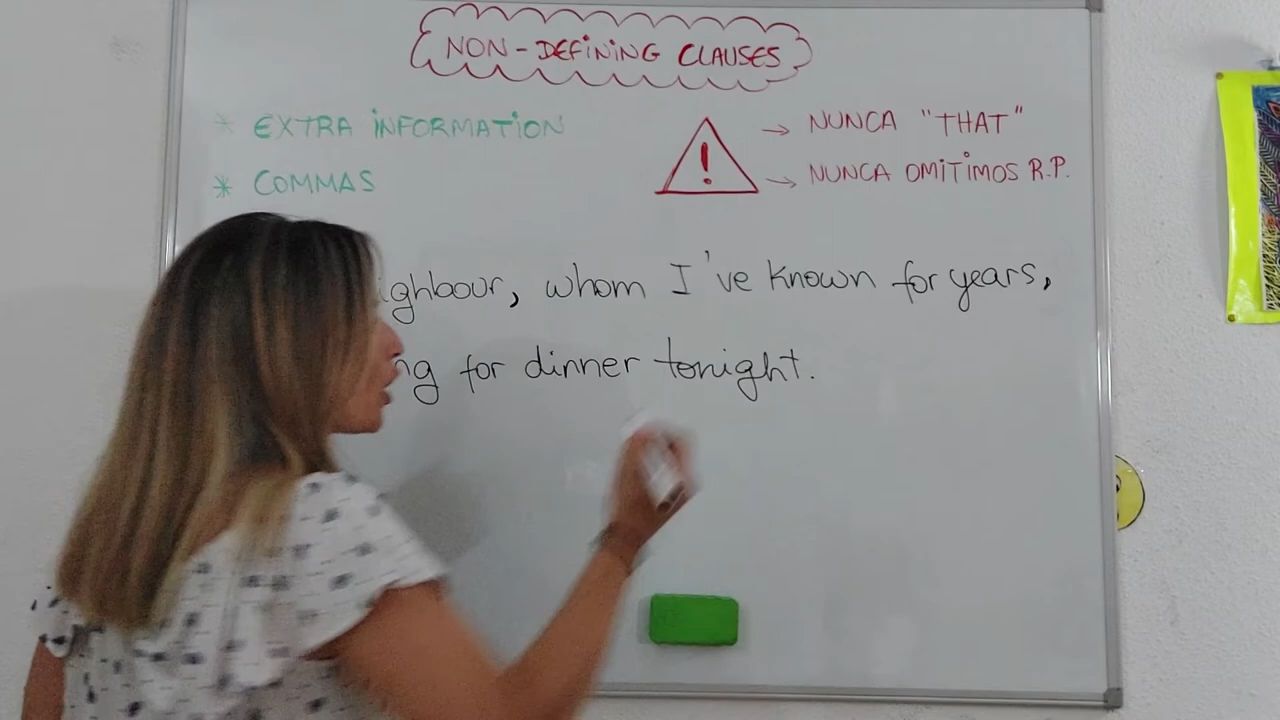 NON-DEFINING CLAUSES
* EXTRA INFORMATION
* COMMAS
!
→ NUNCA "THAT"
→ NUNCA OMITIMOS R.P.
ighbour, whom I've known for years,
ng for dinner tonight.